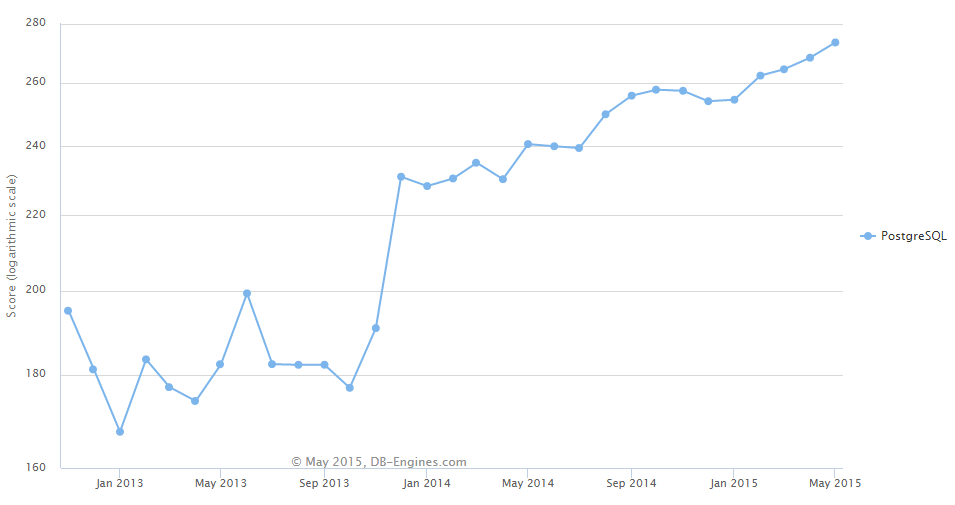 280
260
240
220
200
180
160
Score (logarithmic scale)
PostgreSQL
© May 2015, DB-Engines.com
Jan 2013 May 2013 Sep 2013 Jan 2014 May 2014 Sep 2014 Jan 2015 May 2015